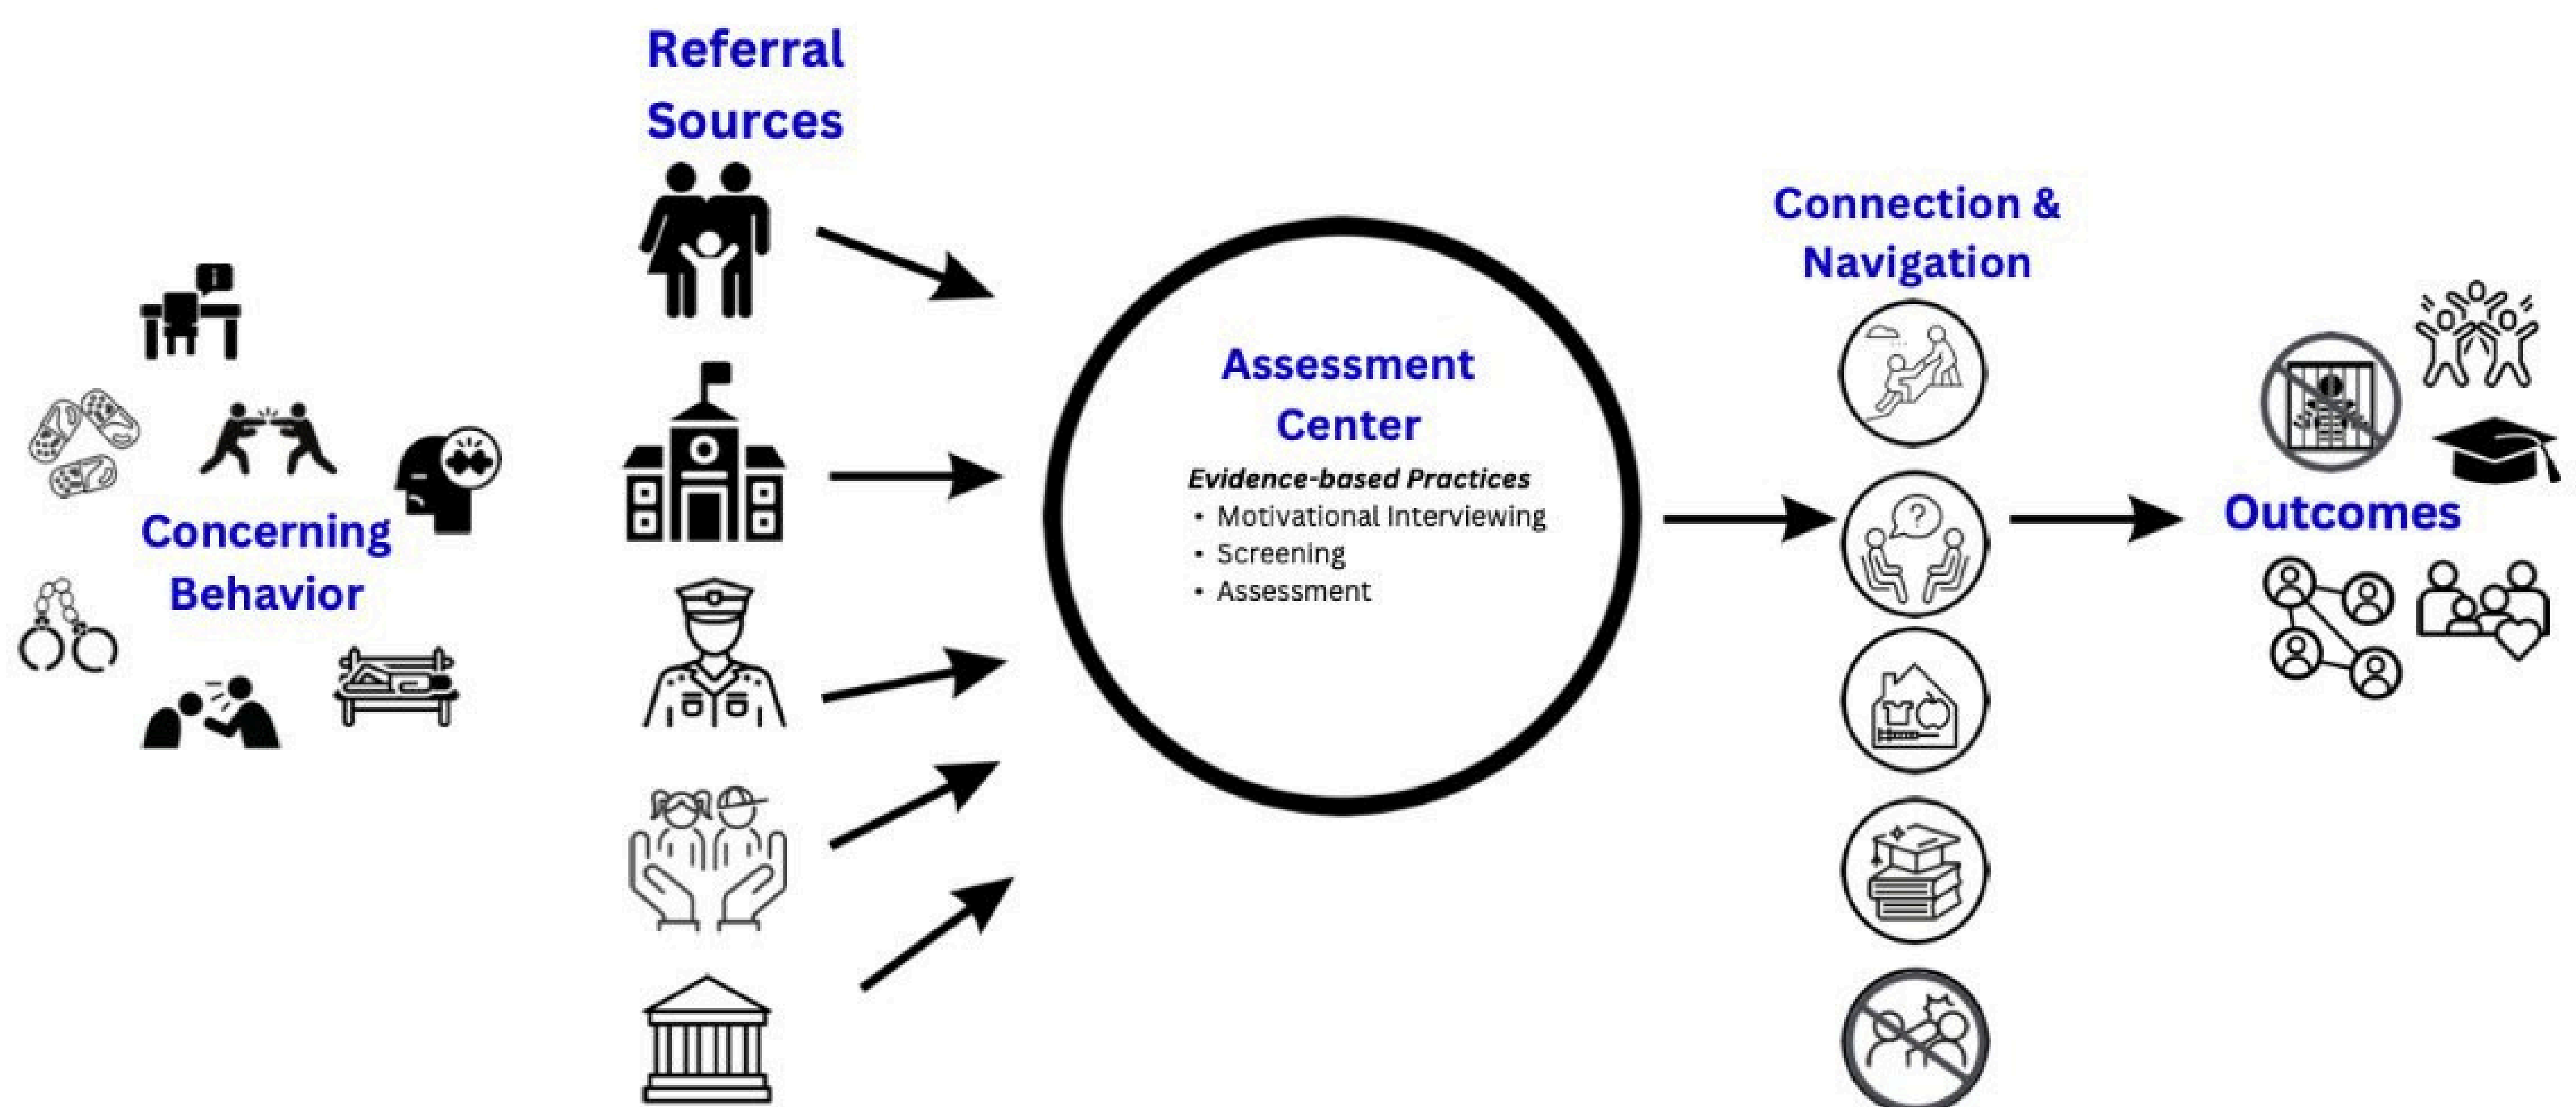 Referral
Sources
Concerning
Behavior
Assessment
Center
Evidence-based Practices
• Motivational Interviewing
• Screening
• Assessment
Connection &
Navigation
?
Outcomes